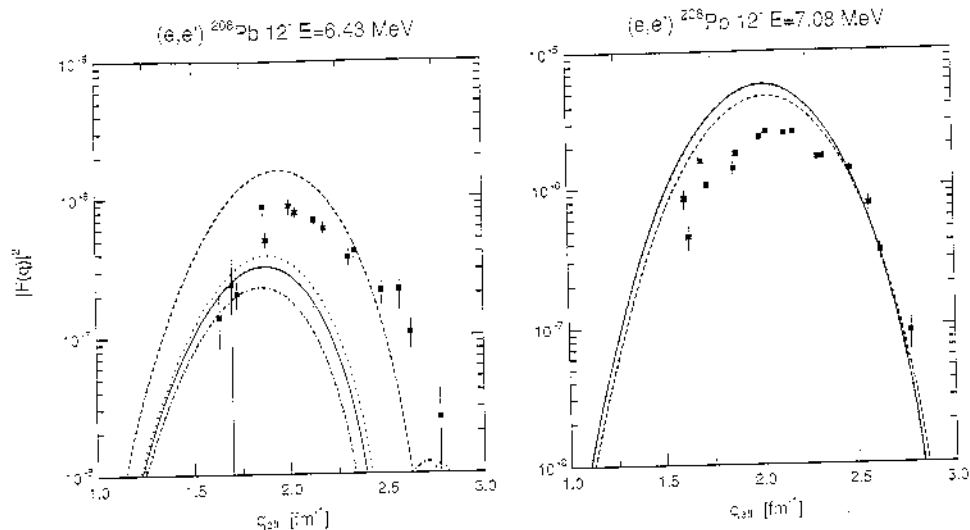 (e,e') ²⁰⁸Pb 12⁻ E=6.43 MeV
10⁻⁵
10⁻⁶
10⁻⁷
10⁻⁸
|F(q)|²
1.0 1.5 2.0 2.5 3.0
q_eff [fm⁻¹]
(e,e') ²⁰⁸Pb 12⁻ E=7.08 MeV
10⁻⁵
10⁻⁶
10⁻⁷
10⁻⁸
1.0 1.5 2.0 2.5 3.0
q_eff [fm⁻¹]